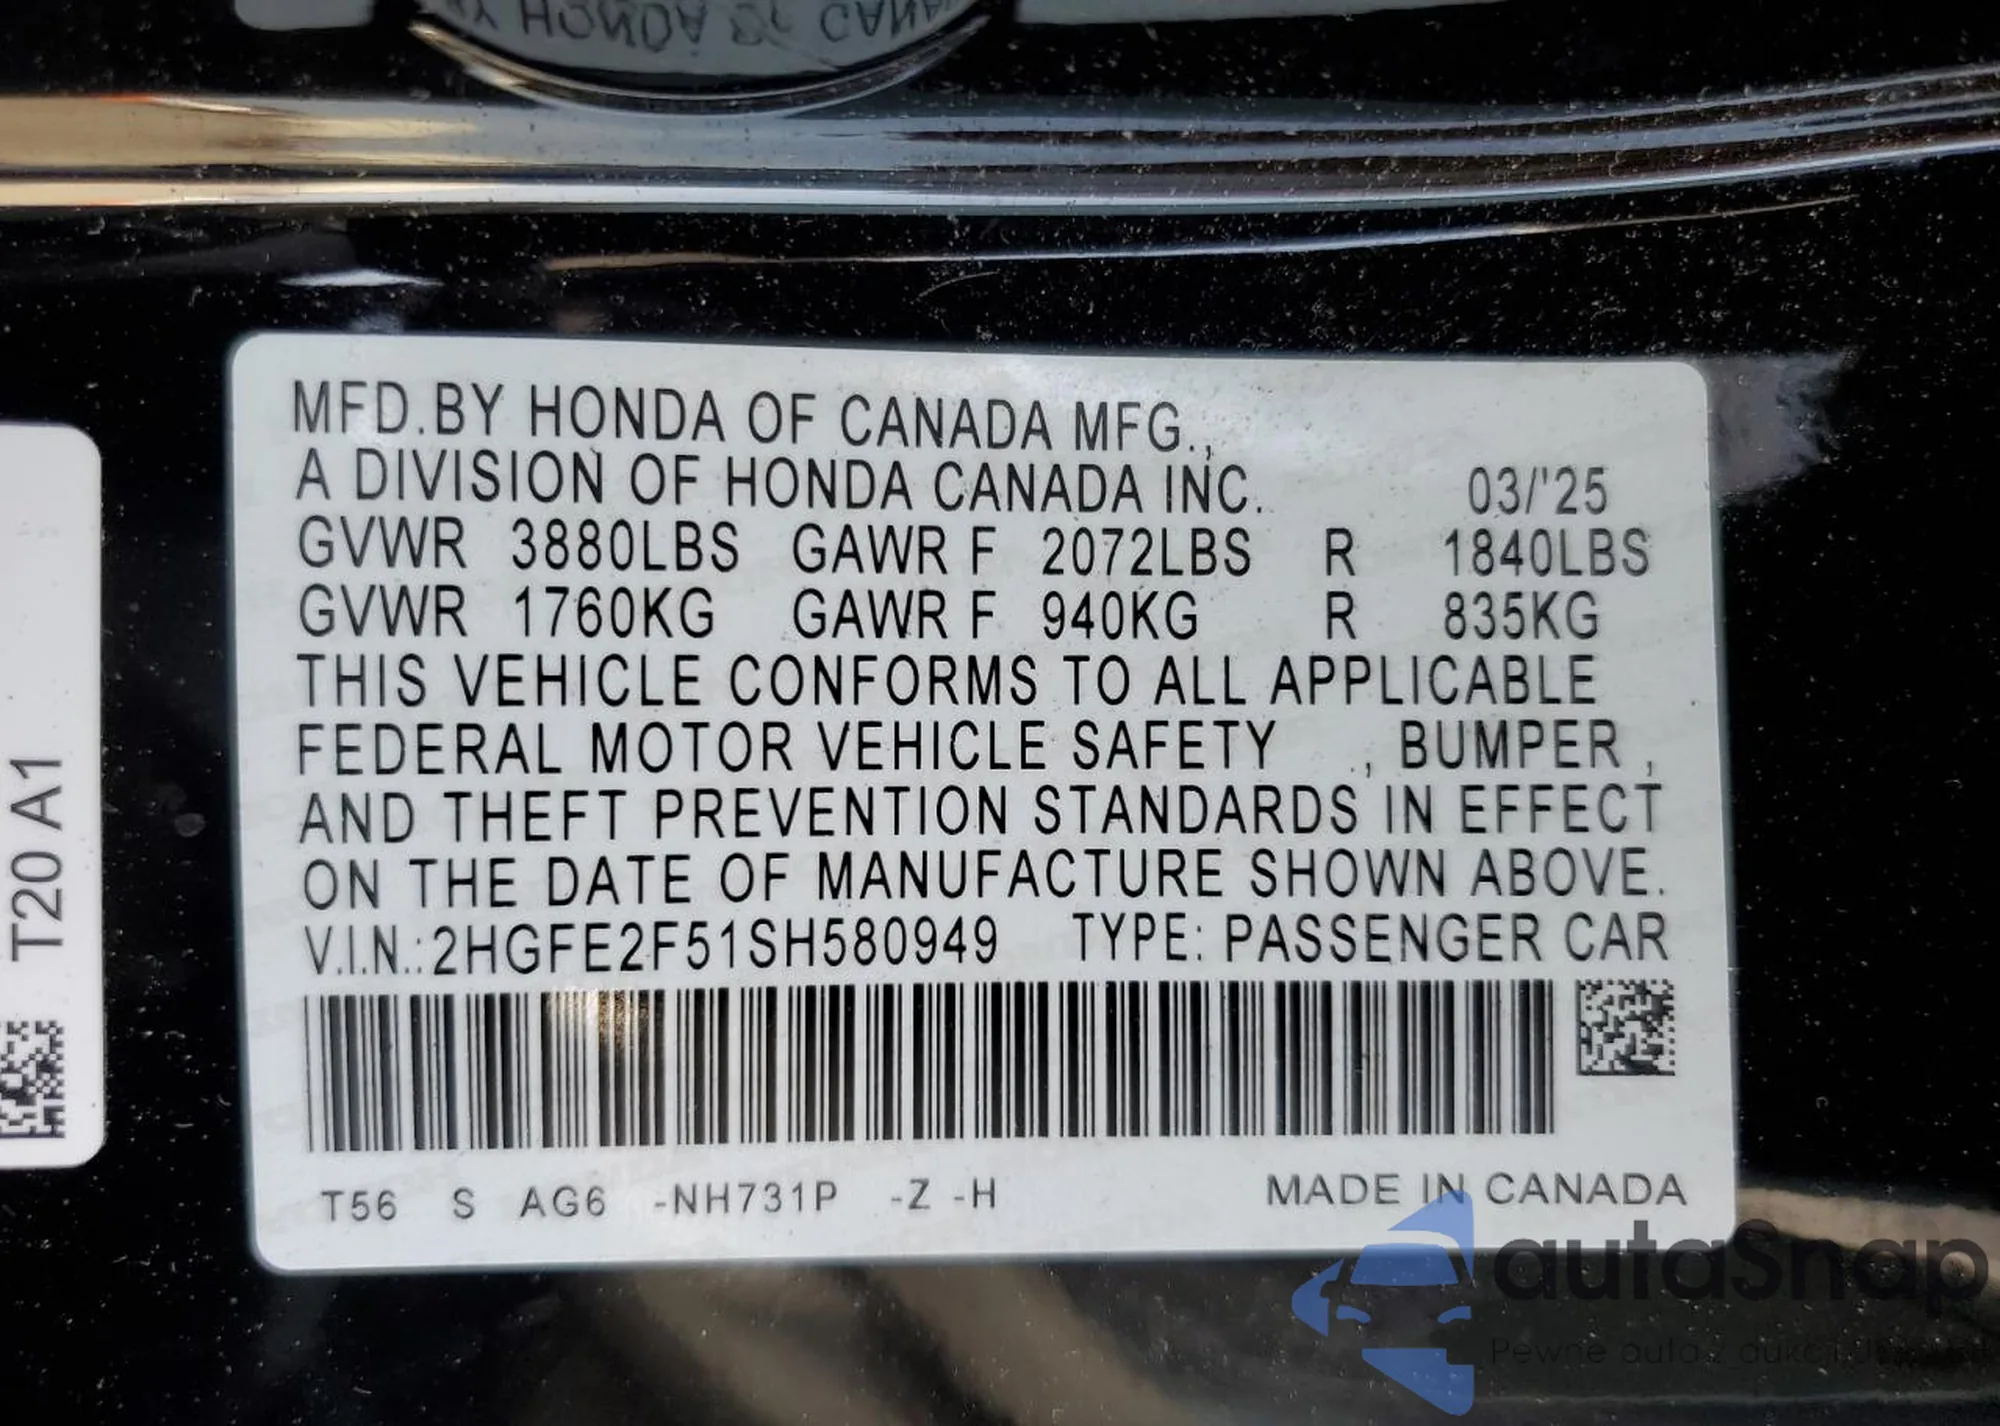 MFD.BY HONDA OF CANADA MFG.,
A DIVISION OF HONDA CANADA INC. 03/'25
GVWR 3880LBS GAWR F 2072LBS R 1840LBS
GVWR 1760KG GAWR F 940KG R 835KG
THIS VEHICLE CONFORMS TO ALL APPLICABLE
FEDERAL MOTOR VEHICLE SAFETY , BUMPER ,
AND THEFT PREVENTION STANDARDS IN EFFECT
ON THE DATE OF MANUFACTURE SHOWN ABOVE.
V.I.N.:2HGFE2F51SH580949 TYPE: PASSENGER CAR
T56 S AG6 -NH731P -Z -H MADE IN CANADA
T20 A1
autaSnap
Pewne auta z